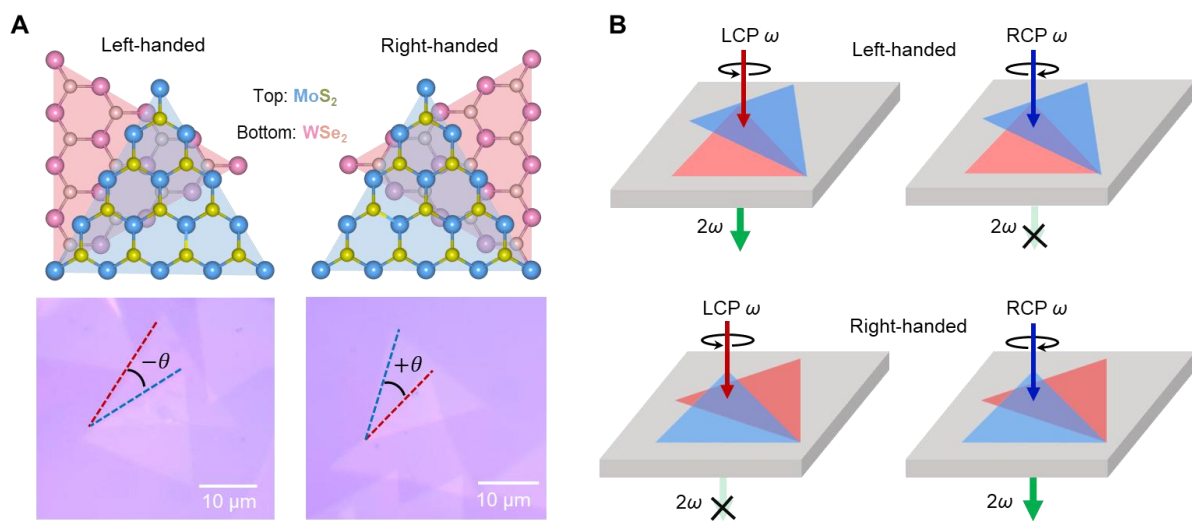 A
Left-handed
Right-handed
Top: MoS₂
Bottom: WSe₂
−θ
10 µm
+θ
10 µm
B
LCP ω
Left-handed
RCP ω
2ω
2ω
LCP ω
Right-handed
RCP ω
2ω
2ω